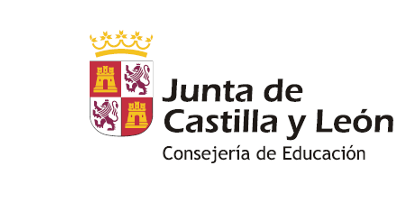 Junta de
Castilla y León
Consejería de Educación